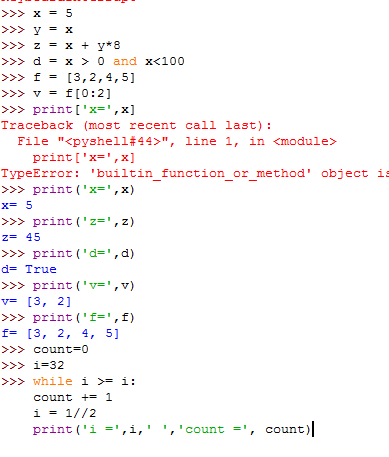 >>> x = 5
>>> y = x
>>> z = x + y*8
>>> d = x > 0 and x<100
>>> f = [3,2,4,5]
>>> v = f[0:2]
>>> print['x=',x]
Traceback (most recent call last):
  File "<pyshell#44>", line 1, in <module>
    print['x=',x]
TypeError: 'builtin_function_or_method' object is
>>> print('x=',x)
x= 5
>>> print('z=',z)
z= 45
>>> print('d=',d)
d= True
>>> print('v=',v)
v= [3, 2]
>>> print('f=',f)
f= [3, 2, 4, 5]
>>> count=0
>>> i=32
>>> while i >= i:
    count += 1
    i = 1//2
    print('i =',i,' ','count =', count)